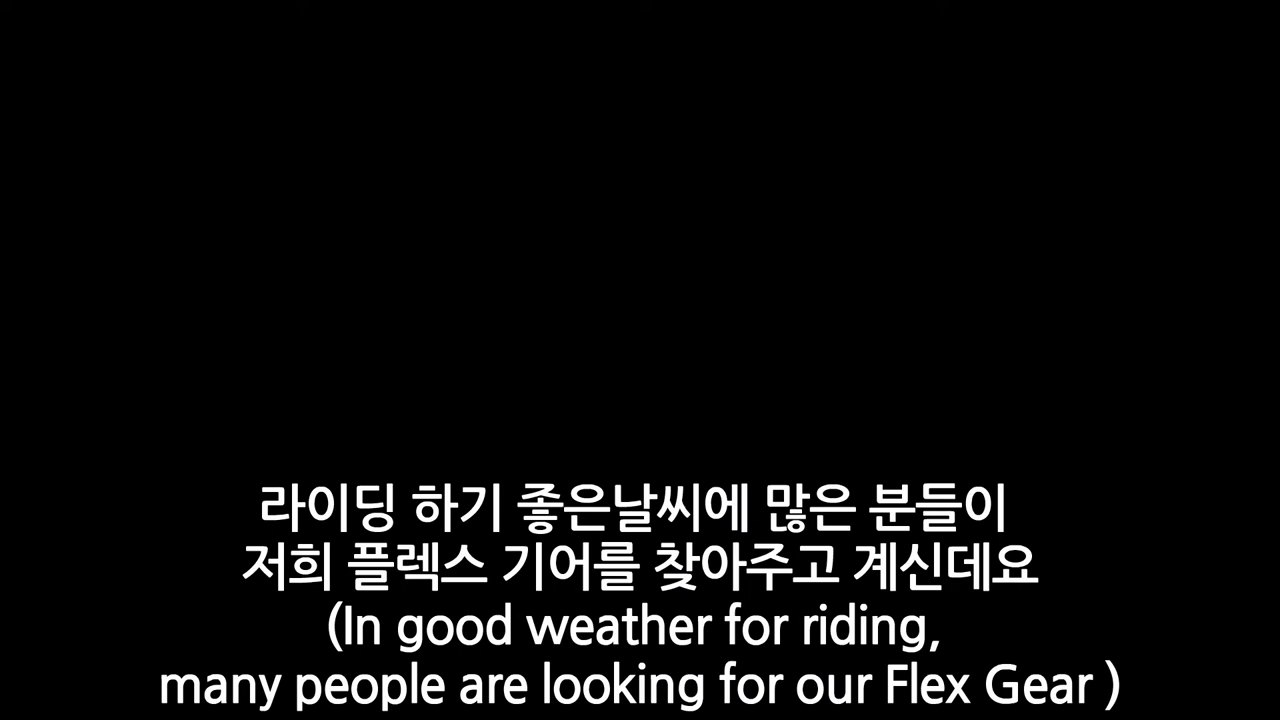 라이딩 하기 좋은날씨에 많은 분들이
저희 플렉스 기어를 찾아주고 계신데요
(In good weather for riding,
many people are looking for our Flex Gear )